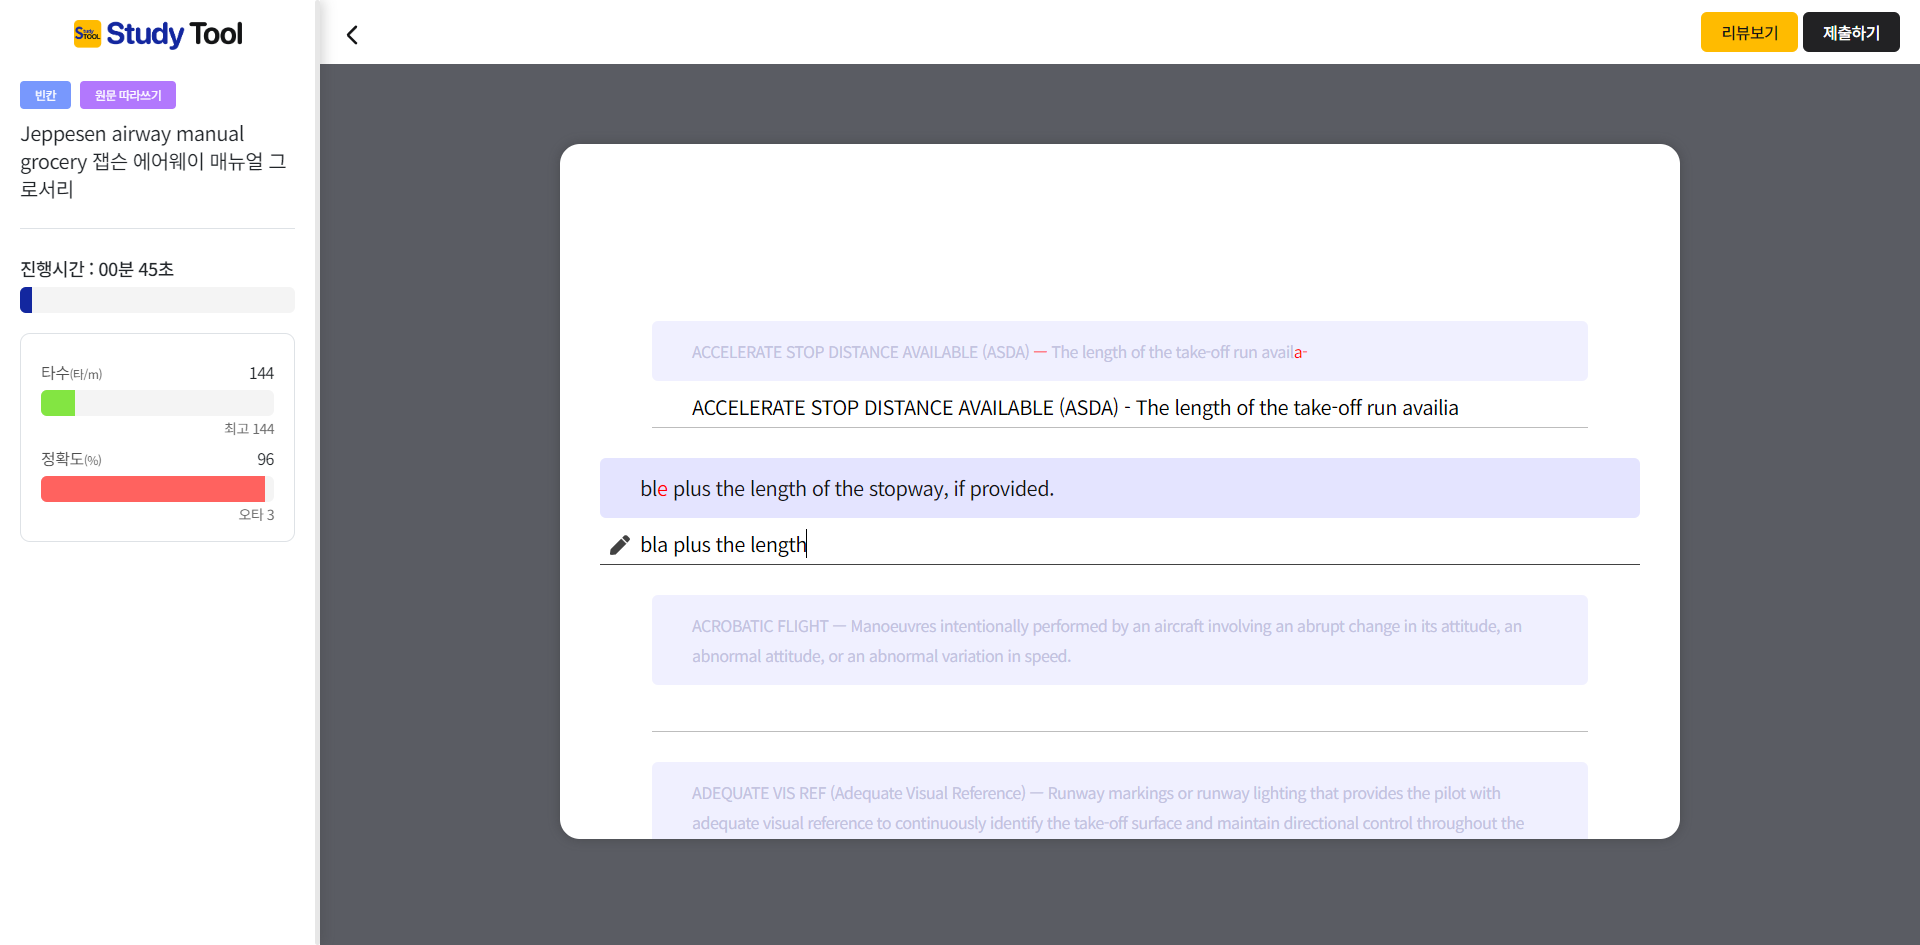 Study Tool
리뷰보기
제출하기
빈칸
원문 따라쓰기
Jeppesen airway manual
grocery 잽슨 에어웨이 매뉴얼 그
로서리
진행시간 : 00분 45초
타수(타/m) 144
최고 144
정확도(%) 96
오타 3
ACCELERATE STOP DISTANCE AVAILABLE (ASDA) — The length of the take-off run availa-
ACCELERATE STOP DISTANCE AVAILABLE (ASDA) - The length of the take-off run availia
ble plus the length of the stopway, if provided.
bla plus the length
ACROBATIC FLIGHT — Manoeuvres intentionally performed by an aircraft involving an abrupt change in its attitude, an
abnormal attitude, or an abnormal variation in speed.
ADEQUATE VIS REF (Adequate Visual Reference) — Runway markings or runway lighting that provides the pilot with
adequate visual reference to continuously identify the take-off surface and maintain directional control throughout the